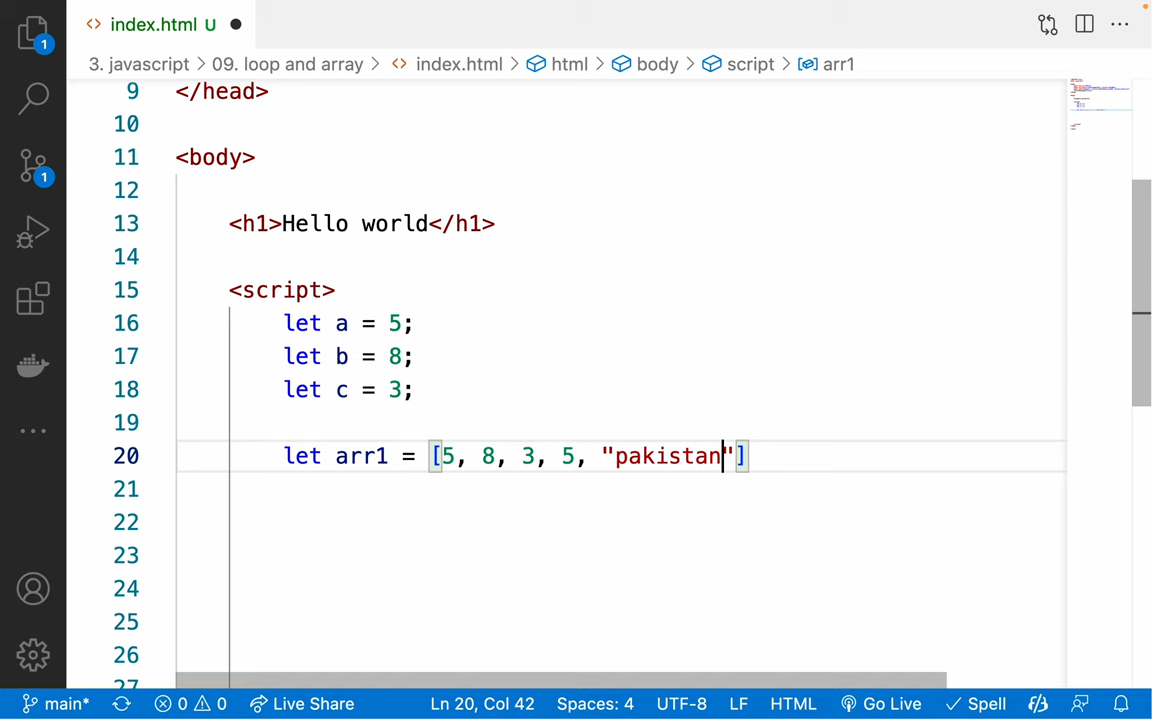 index.html U
3. javascript > 09. loop and array > index.html > html > body > script > arr1
9 </head>
10
11 <body>
12
13 <h1>Hello world</h1>
14
15 <script>
16 let a = 5;
17 let b = 8;
18 let c = 3;
19
20 let arr1 = [5, 8, 3, 5, "pakistan"]
21
22
23
24
25
26
27
1
1
main* 0 0 Live Share Ln 20, Col 42 Spaces: 4 UTF-8 LF HTML Go Live Spell